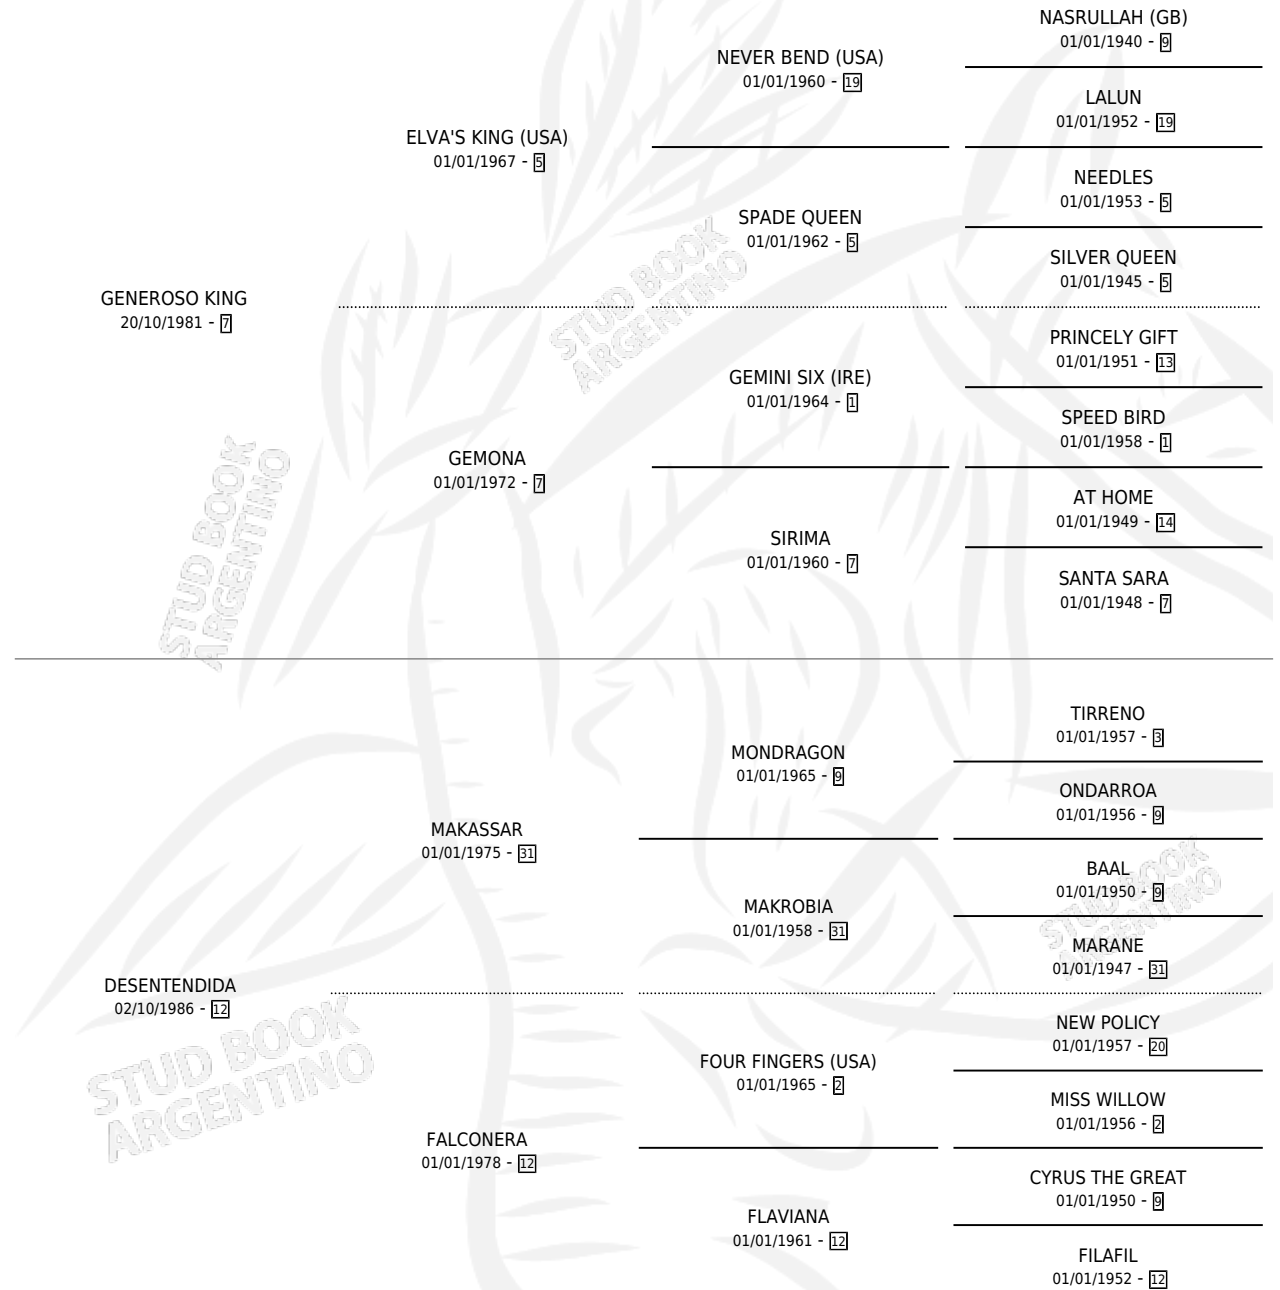 NASRULLAH (GB)
01/01/1940 - 9
NEVER BEND (USA)
01/01/1960 - 19
LALUN
01/01/1952 - 19
ELVA'S KING (USA)
01/01/1967 - 5
NEEDLES
01/01/1953 - 5
SPADE QUEEN
01/01/1962 - 5
SILVER QUEEN
01/01/1945 - 5
GENEROSO KING
20/10/1981 - 7
STUD BOOK
ARGENTINO
PRINCELY GIFT
01/01/1951 - 13
GEMINI SIX (IRE)
01/01/1964 - 1
SPEED BIRD
01/01/1958 - 1
GEMONA
01/01/1972 - 7
AT HOME
01/01/1949 - 14
SIRIMA
01/01/1960 - 7
SANTA SARA
01/01/1948 - 7
STUD BOOK
ARGENTINO
TIRRENO
01/01/1957 - 3
MONDRAGON
01/01/1965 - 9
ONDARROA
01/01/1956 - 9
MAKASSAR
01/01/1975 - 31
BAAL
01/01/1950 - 9
MAKROBIA
01/01/1958 - 31
STUD BOOK
ARGENTINO
MARANE
01/01/1947 - 31
DESENTENDIDA
02/10/1986 - 12
STUD BOOK
ARGENTINO
NEW POLICY
01/01/1957 - 20
FOUR FINGERS (USA)
01/01/1965 - 2
MISS WILLOW
01/01/1956 - 2
FALCONERA
01/01/1978 - 12
CYRUS THE GREAT
01/01/1950 - 9
FLAVIANA
01/01/1961 - 12
FILAFIL
01/01/1952 - 12